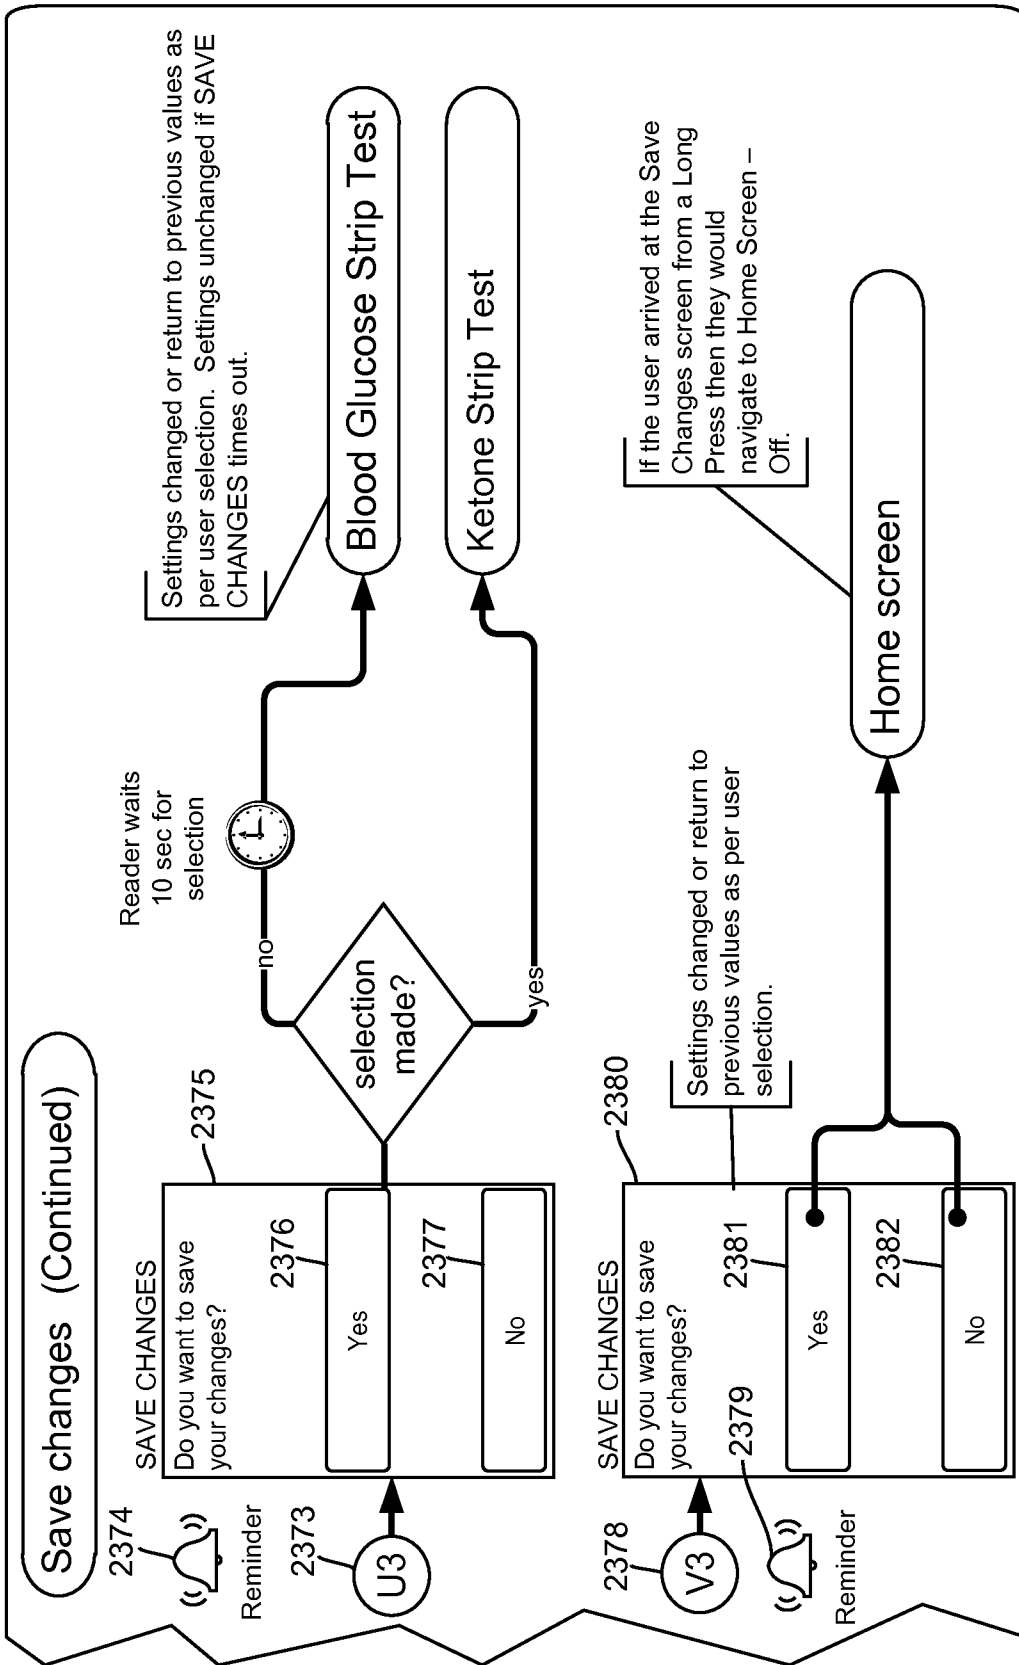 Save changes (Continued)
2374
Reminder
2373
U3
SAVE CHANGES
Do you want to save
your changes?
2375
2376
Yes
2377
No
selection
made?
no
yes
Reader waits
10 sec for
selection
Settings changed or return to previous values as
per user selection. Settings unchanged if SAVE
CHANGES times out.
Blood Glucose Strip Test
Ketone Strip Test
2378
V3
2379
Reminder
SAVE CHANGES
Do you want to save
your changes?
2380
2381
Yes
2382
No
Settings changed or return to
previous values as per user
selection.
If the user arrived at the Save
Changes screen from a Long
Press then they would
navigate to Home Screen –
Off.
Home screen